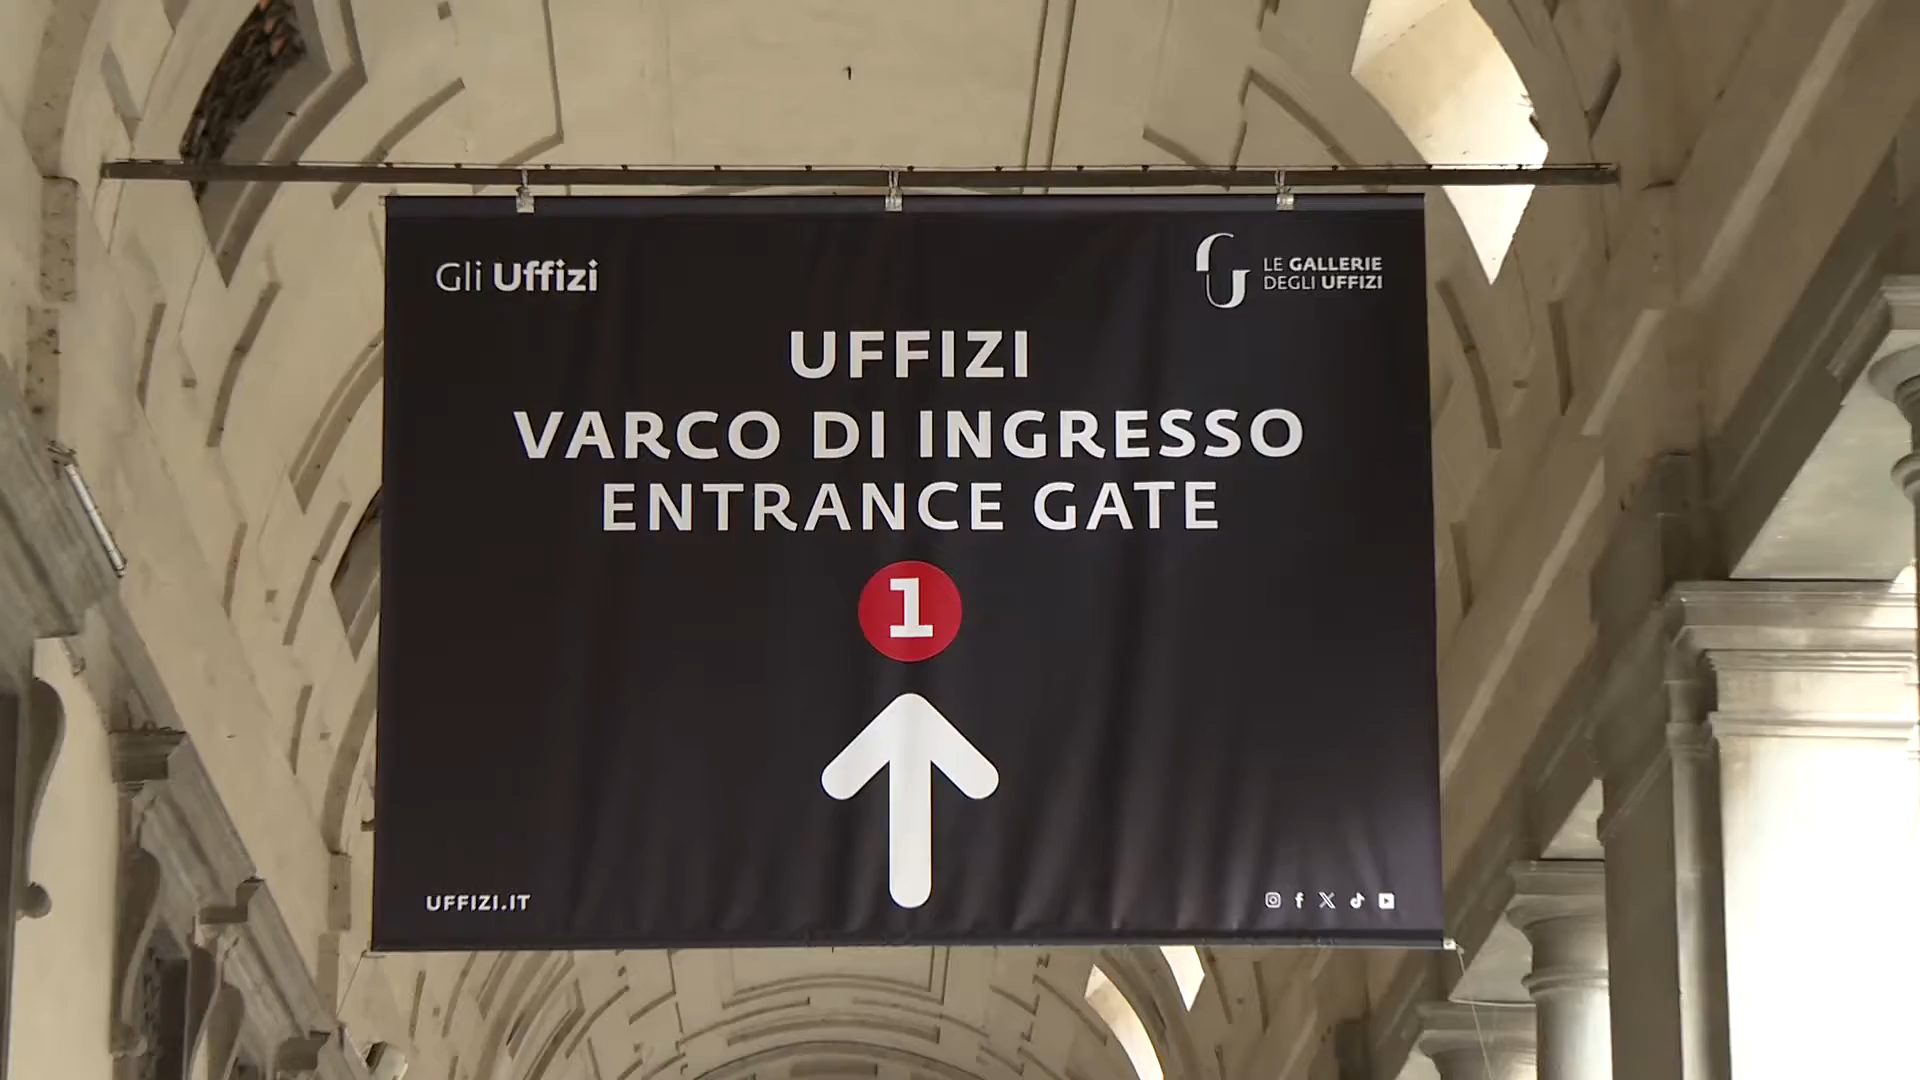 Gli Uffizi
LE GALLERIE
DEGLI UFFIZI
UFFIZI
VARCO DI INGRESSO
ENTRANCE GATE
1
UFFIZI.IT